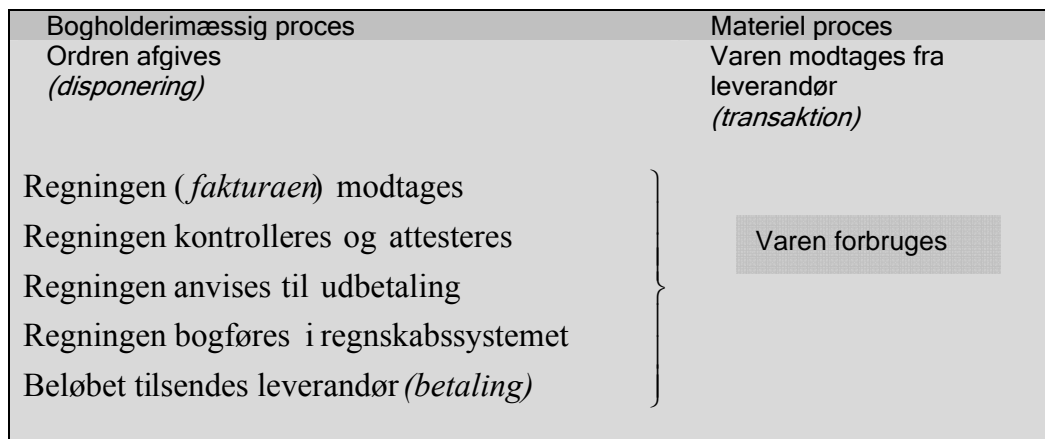 Bogholderimæssig proces
Materiel proces
Ordren afgives
(disponering)
Varen modtages fra
leverandør
(transaktion)
Regningen (fakturaen) modtages
Regningen kontrolleres og attesteres
Regningen anvises til udbetaling
Regningen bogføres i regnskabssystemet
Beløbet tilsendes leverandør (betaling)
Varen forbruges